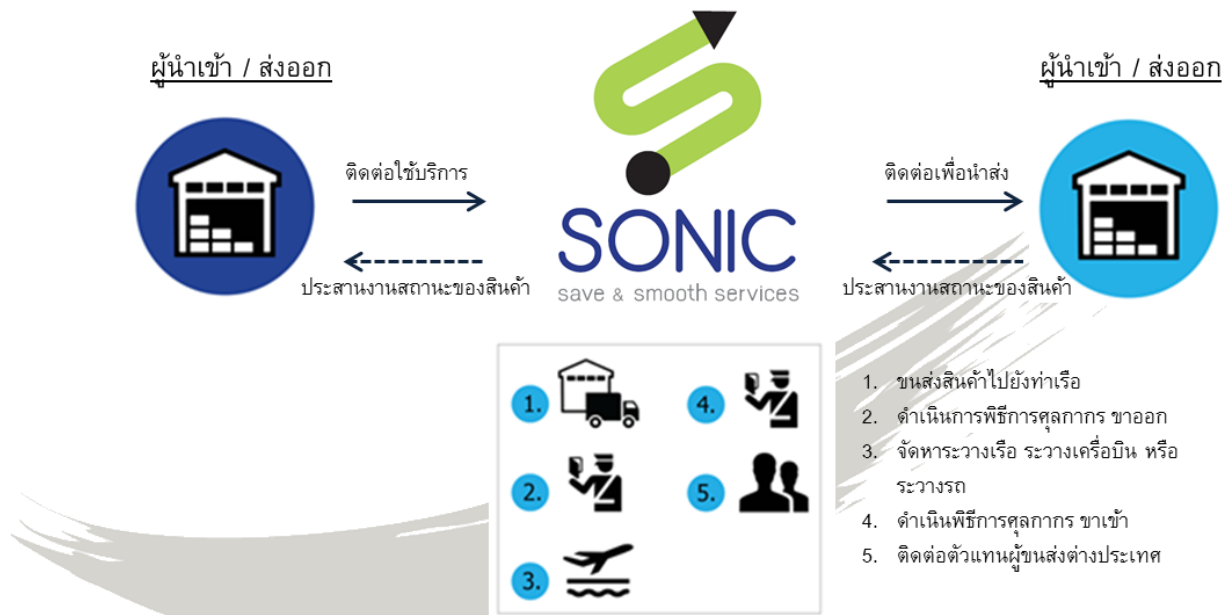 ผู้นำเข้า / ส่งออก
ผู้นำเข้า / ส่งออก
ติดต่อใช้บริการ
ติดต่อเพื่อนำส่ง
SONIC
save & smooth services
ประสานงานสถานะของสินค้า
ประสานงานสถานะของสินค้า
1.
2.
3.
4.
5.
1. ขนส่งสินค้าไปยังท่าเรือ
2. ดำเนินการพิธีการศุลกากร ขาออก
3. จัดหาระวางเรือ ระวางเครื่อบิน หรือ
ระวางรถ
4. ดำเนินพิธีการศุลกากร ขาเข้า
5. ติดต่อตัวแทนผู้ขนส่งต่างประเทศ